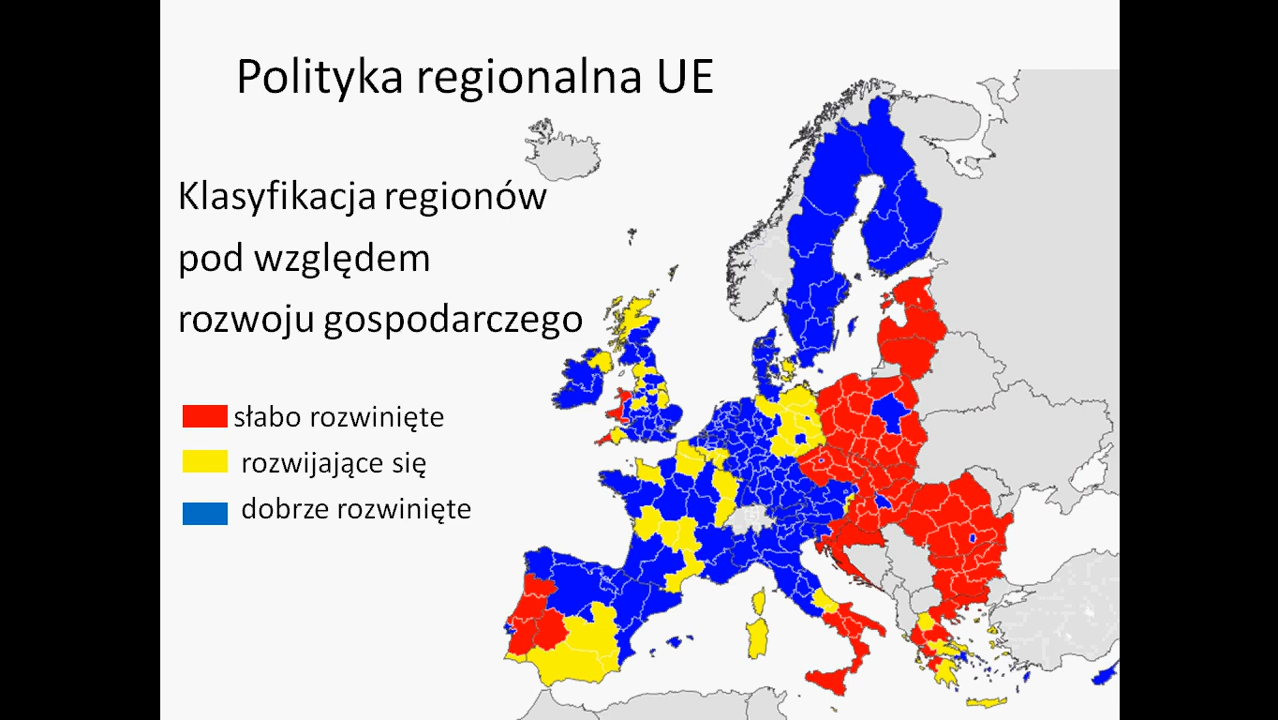 Polityka regionalna UE
Klasyfikacja regionów
pod względem
rozwoju gospodarczego
słabo rozwinięte
rozwijające się
dobrze rozwinięte